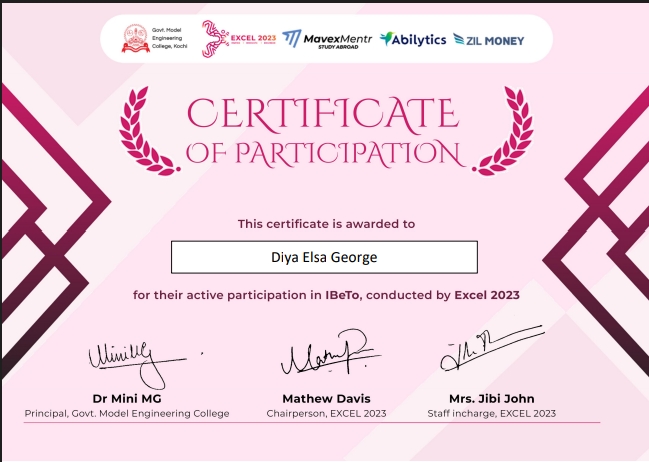 Govt. Model
Engineering
College, Kochi
EXCEL 2023
MavexMentr
STUDY ABROAD
Abilytics
ZIL MONEY
CERTIFICATE
OF PARTICIPATION
This certificate is awarded to
Diya Elsa George
for their active participation in IBeTo, conducted by Excel 2023
Dr Mini MG
Mathew Davis
Mrs. Jibi John
Principal, Govt. Model Engineering College
Chairperson, EXCEL 2023
Staff incharge, EXCEL 2023